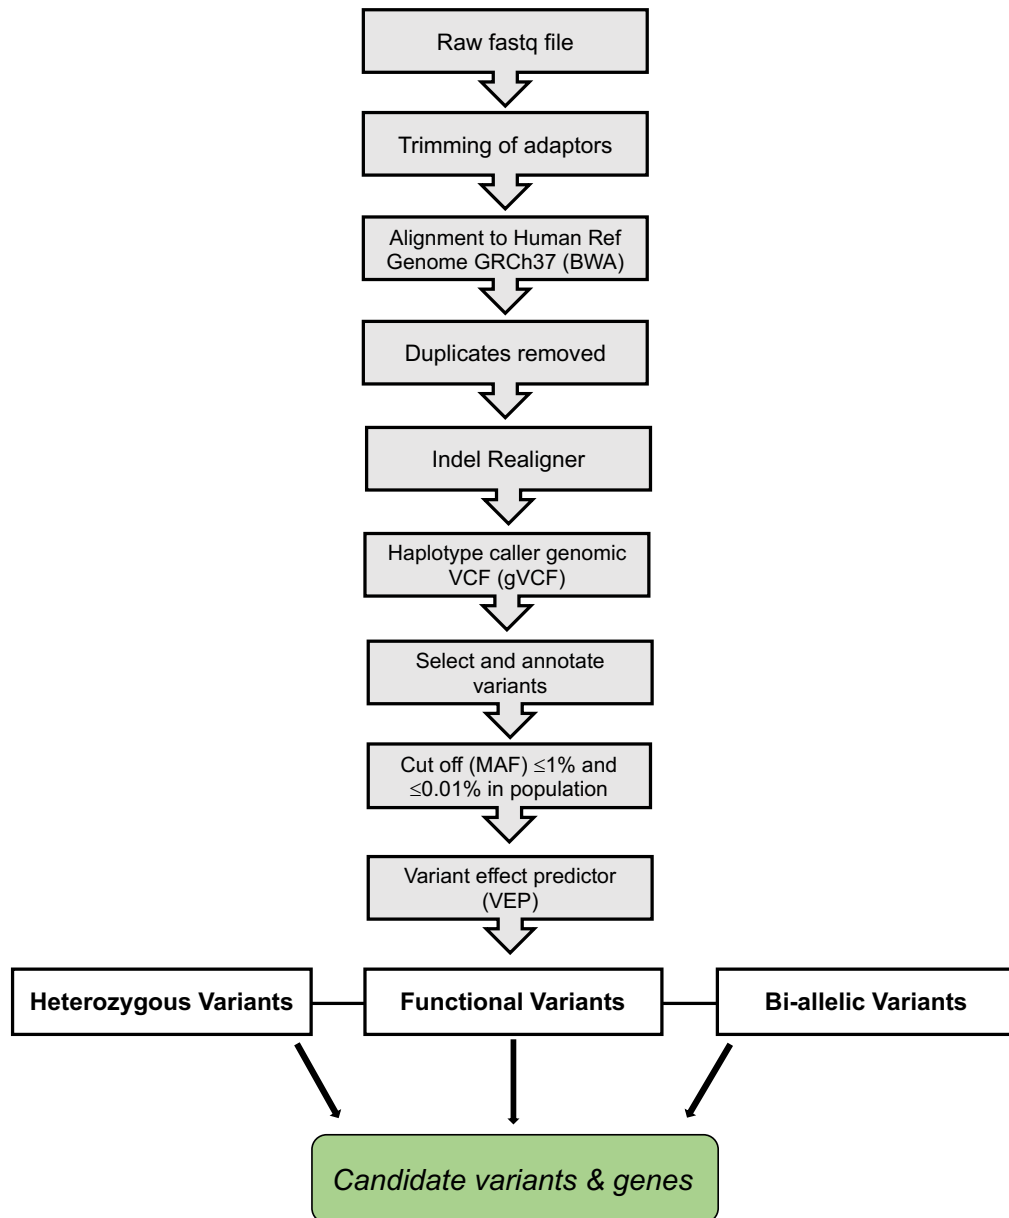 Raw fastq file
Trimming of adaptors
Alignment to Human Ref
Genome GRCh37 (BWA)
Duplicates removed
Indel Realigner
Haplotype caller genomic
VCF (gVCF)
Select and annotate
variants
Cut off (MAF) ≤1% and
≤0.01% in population
Variant effect predictor
(VEP)
Heterozygous Variants
Functional Variants
Bi-allelic Variants
Candidate variants & genes